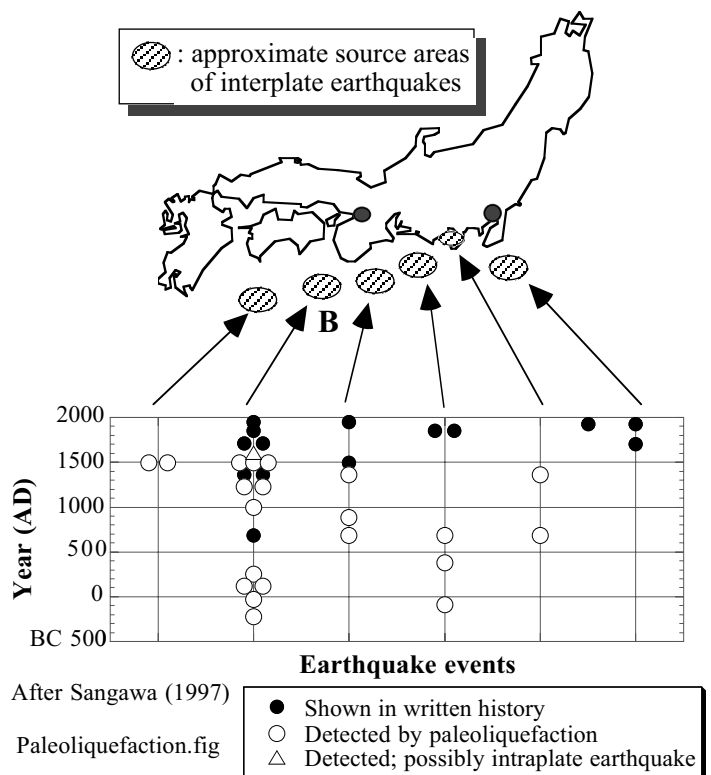 : approximate source areas
of interplate earthquakes
B
2000
1500
1000
500
0
BC 500
Year (AD)
Earthquake events
After Sangawa (1997)
Paleoliquefaction.fig
Shown in written history
Detected by paleoliquefaction
Detected; possibly intraplate earthquake